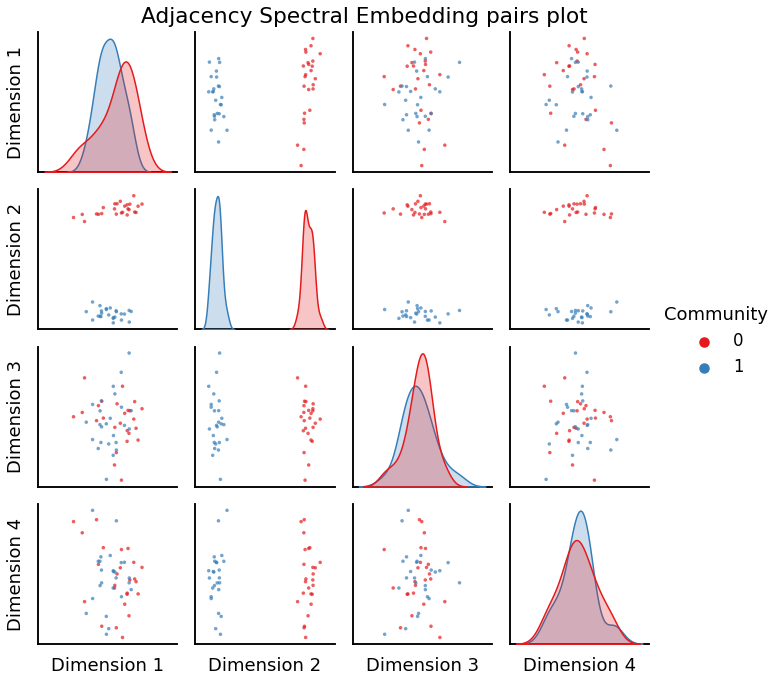 Adjacency Spectral Embedding pairs plot
Dimension 1
Dimension 2
Dimension 3
Dimension 4
Community
0
1
Dimension 1
Dimension 2
Dimension 3
Dimension 4